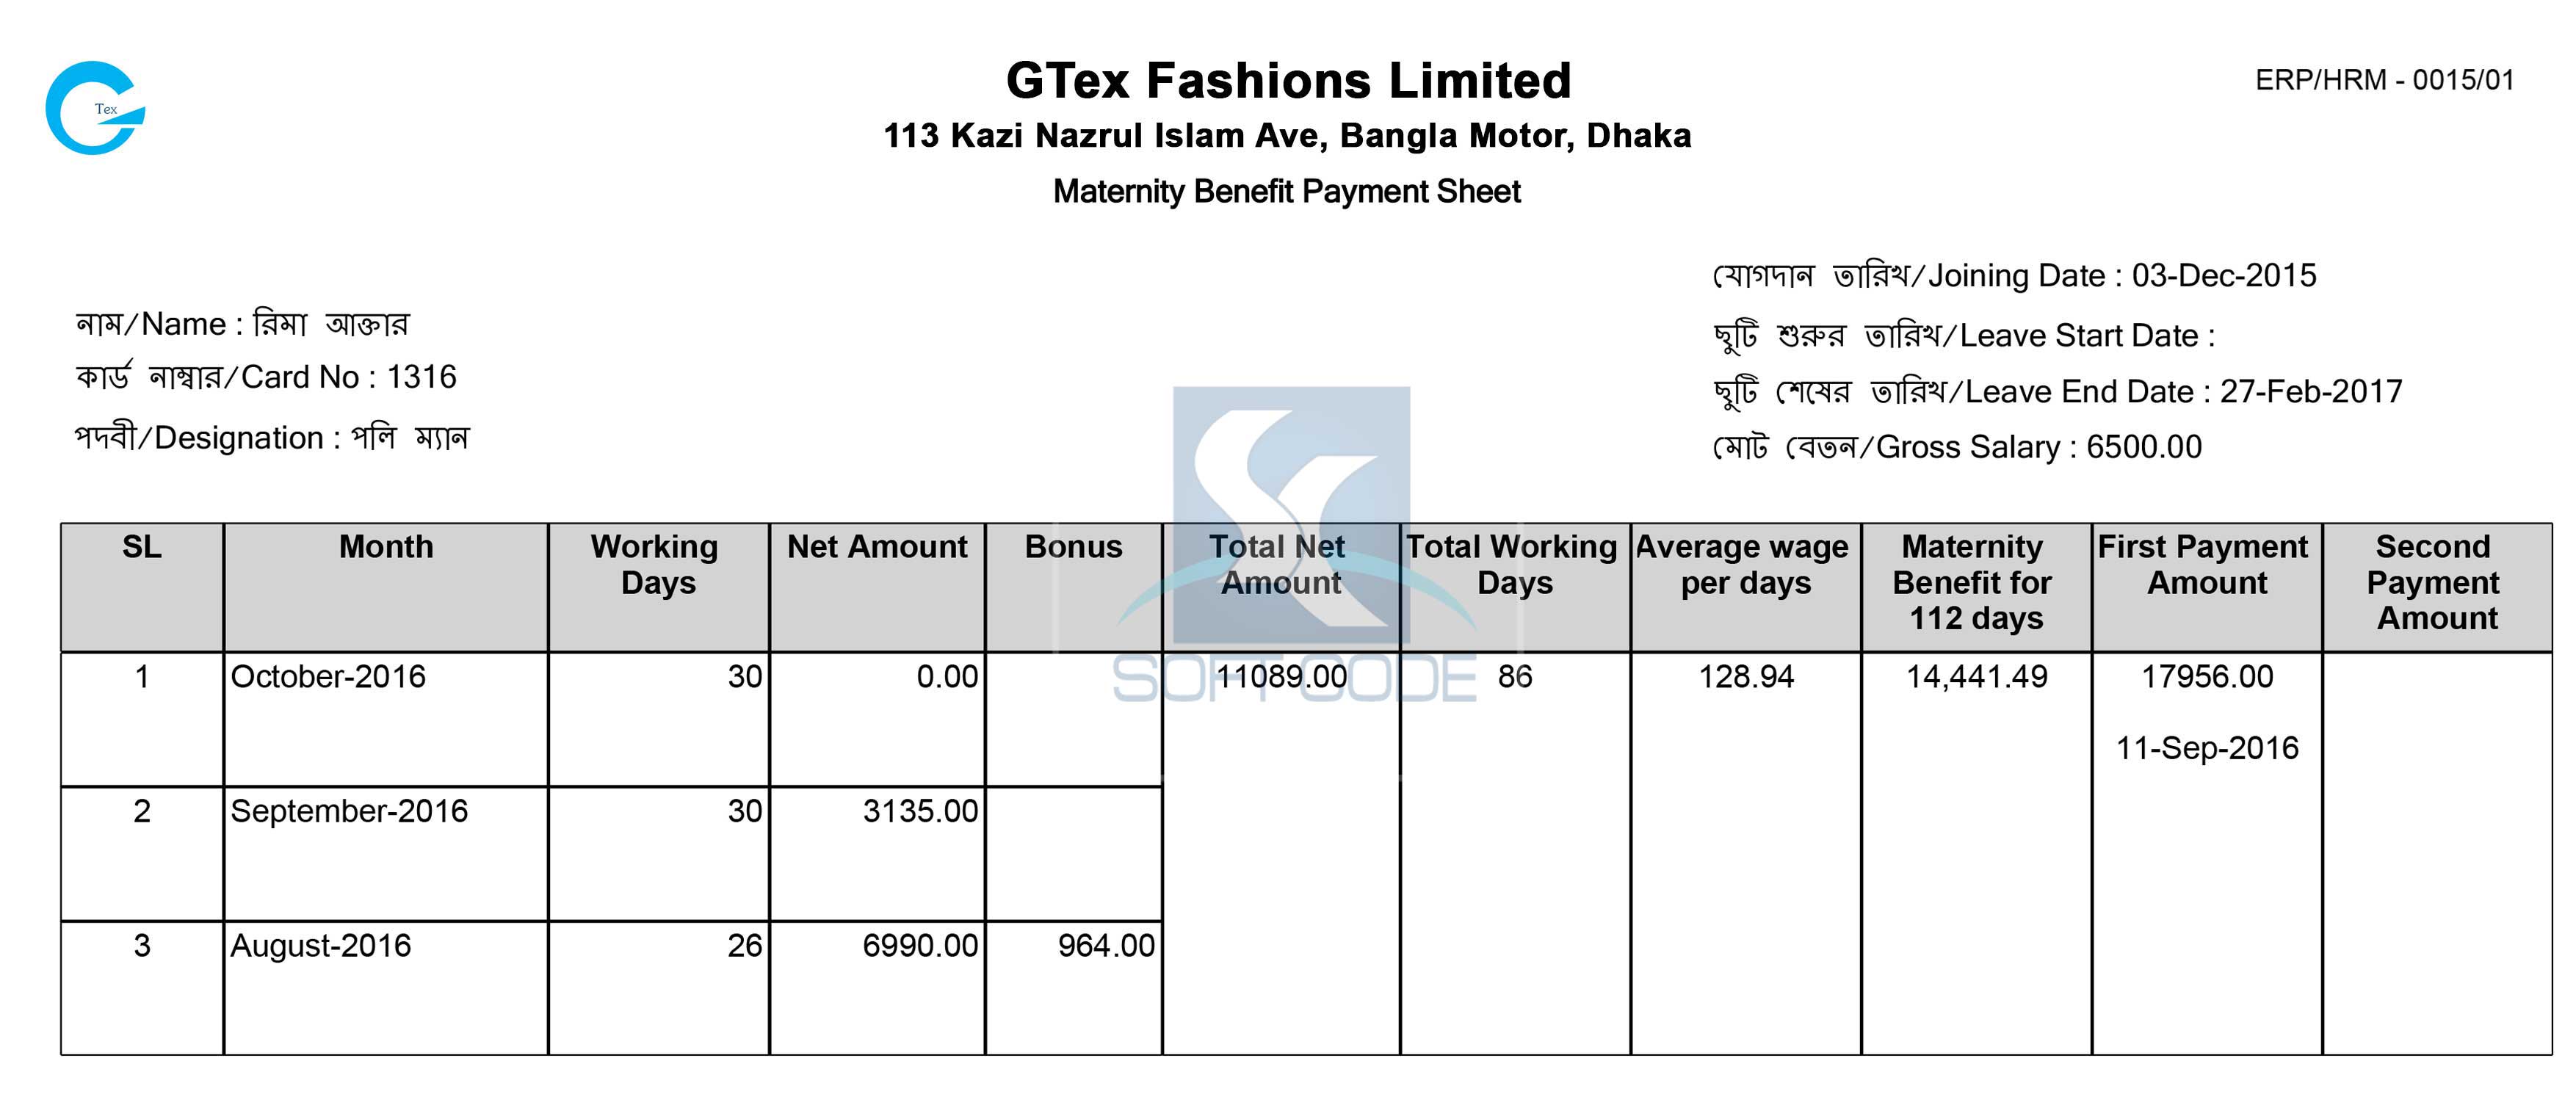 Tex
GTex Fashions Limited
ERP/HRM - 0015/01
113 Kazi Nazrul Islam Ave, Bangla Motor, Dhaka
Maternity Benefit Payment Sheet
যোগদান তারিখ/Joining Date : 03-Dec-2015
নাম/Name : রিমা আক্তার
ছুটি শুরুর তারিখ/Leave Start Date :
কার্ড নাম্বার/Card No : 1316
ছুটি শেষের তারিখ/Leave End Date : 27-Feb-2017
পদবী/Designation : পলি ম্যান
মোট বেতন/Gross Salary : 6500.00
SL Month Working Days Net Amount Bonus Total Net Amount Total Working Days Average wage per days Maternity Benefit for 112 days First Payment Amount Second Payment Amount
1 October-2016 30 0.00 11089.00 86 128.94 14,441.49 17956.00
11-Sep-2016
SOFT CODE
2 September-2016 30 3135.00
3 August-2016 26 6990.00 964.00